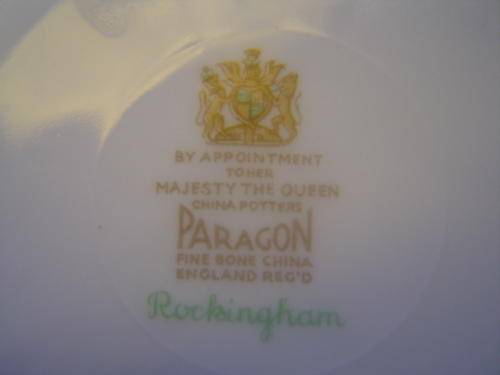 BY APPOINTMENT
TO HER
MAJESTY THE QUEEN
CHINA POTTERS
PARAGON
FINE BONE CHINA
ENGLAND REG'D
Rockingham